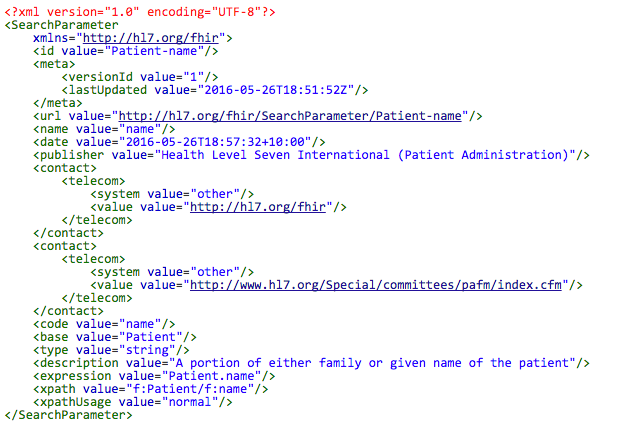 <?xml version="1.0" encoding="UTF-8"?>
<SearchParameter
    xmlns="http://hl7.org/fhir">
    <id value="Patient-name"/>
    <meta>
        <versionId value="1"/>
        <lastUpdated value="2016-05-26T18:51:52Z"/>
    </meta>
    <url value="http://hl7.org/fhir/SearchParameter/Patient-name"/>
    <name value="name"/>
    <date value="2016-05-26T18:57:32+10:00"/>
    <publisher value="Health Level Seven International (Patient Administration)"/>
    <contact>
        <telecom>
            <system value="other"/>
            <value value="http://hl7.org/fhir"/>
        </telecom>
    </contact>
    <contact>
        <telecom>
            <system value="other"/>
            <value value="http://www.hl7.org/Special/committees/pafm/index.cfm"/>
        </telecom>
    </contact>
    <code value="name"/>
    <base value="Patient"/>
    <type value="string"/>
    <description value="A portion of either family or given name of the patient"/>
    <expression value="Patient.name"/>
    <xpath value="f:Patient/f:name"/>
    <xpathUsage value="normal"/>
</SearchParameter>